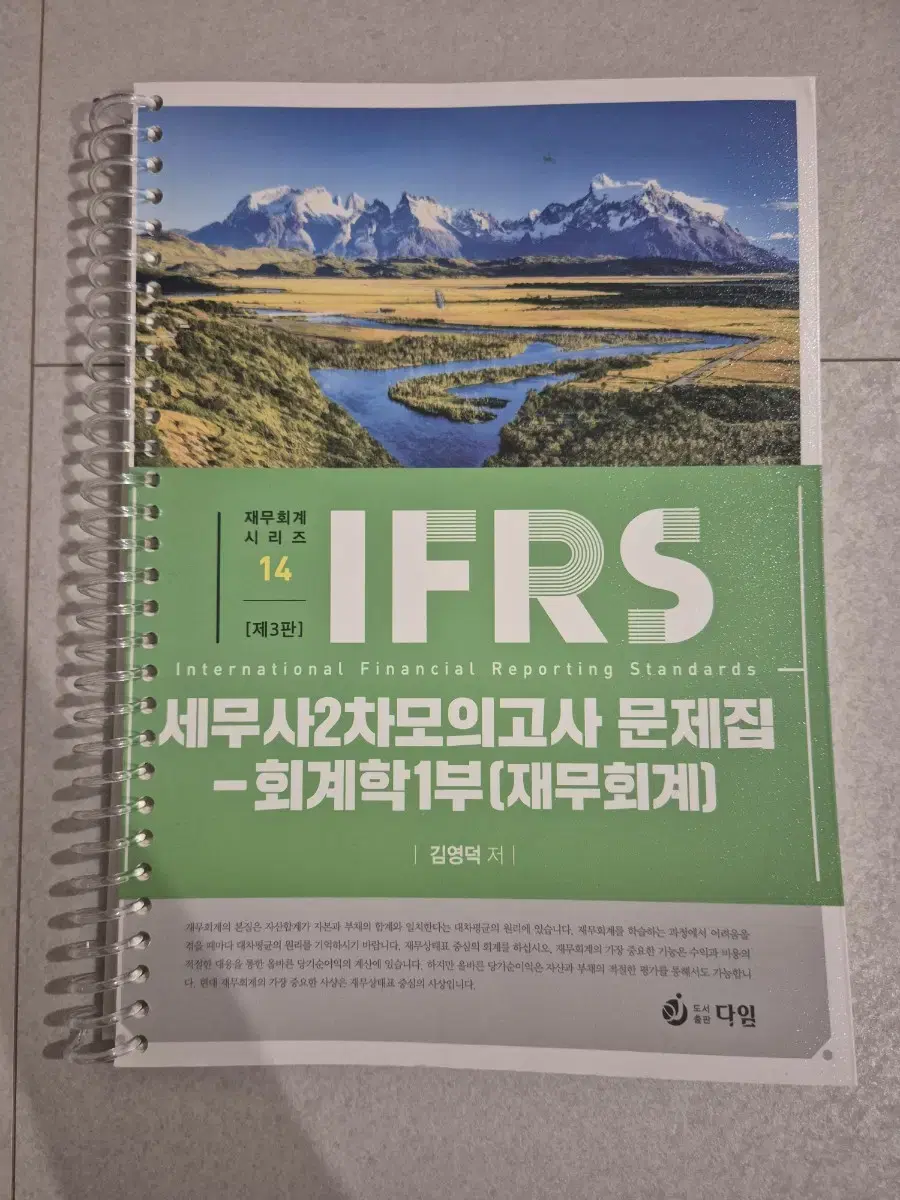 재무회계
시리즈
14
[제3판]
IFRS
International Financial Reporting Standards
세무사2차모의고사 문제집
-회계학1부(재무회계)
| 김영덕 저 |
재무회계의 본질은 자산합계가 자본과 부채의 합계와 일치한다는 대차평균의 원리에 있습니다. 재무회계를 학습하는 과정에서 어려움을
겪을 때마다 대차평균의 원리를 기억하시기 바랍니다. 재무상태표 중심의 회계를 하십시오. 재무회계의 가장 중요한 기능은 수익과 비용의
적절한 대응을 통한 올바른 당기순이익의 계산에 있습니다. 하지만 올바른 당기순이익은 자산과 부채의 적절한 평가를 통해서도 가능합니
다. 현대 재무회계의 가장 중요한 사상은 재무상태표 중심의 사상입니다.
도서
출판 다임